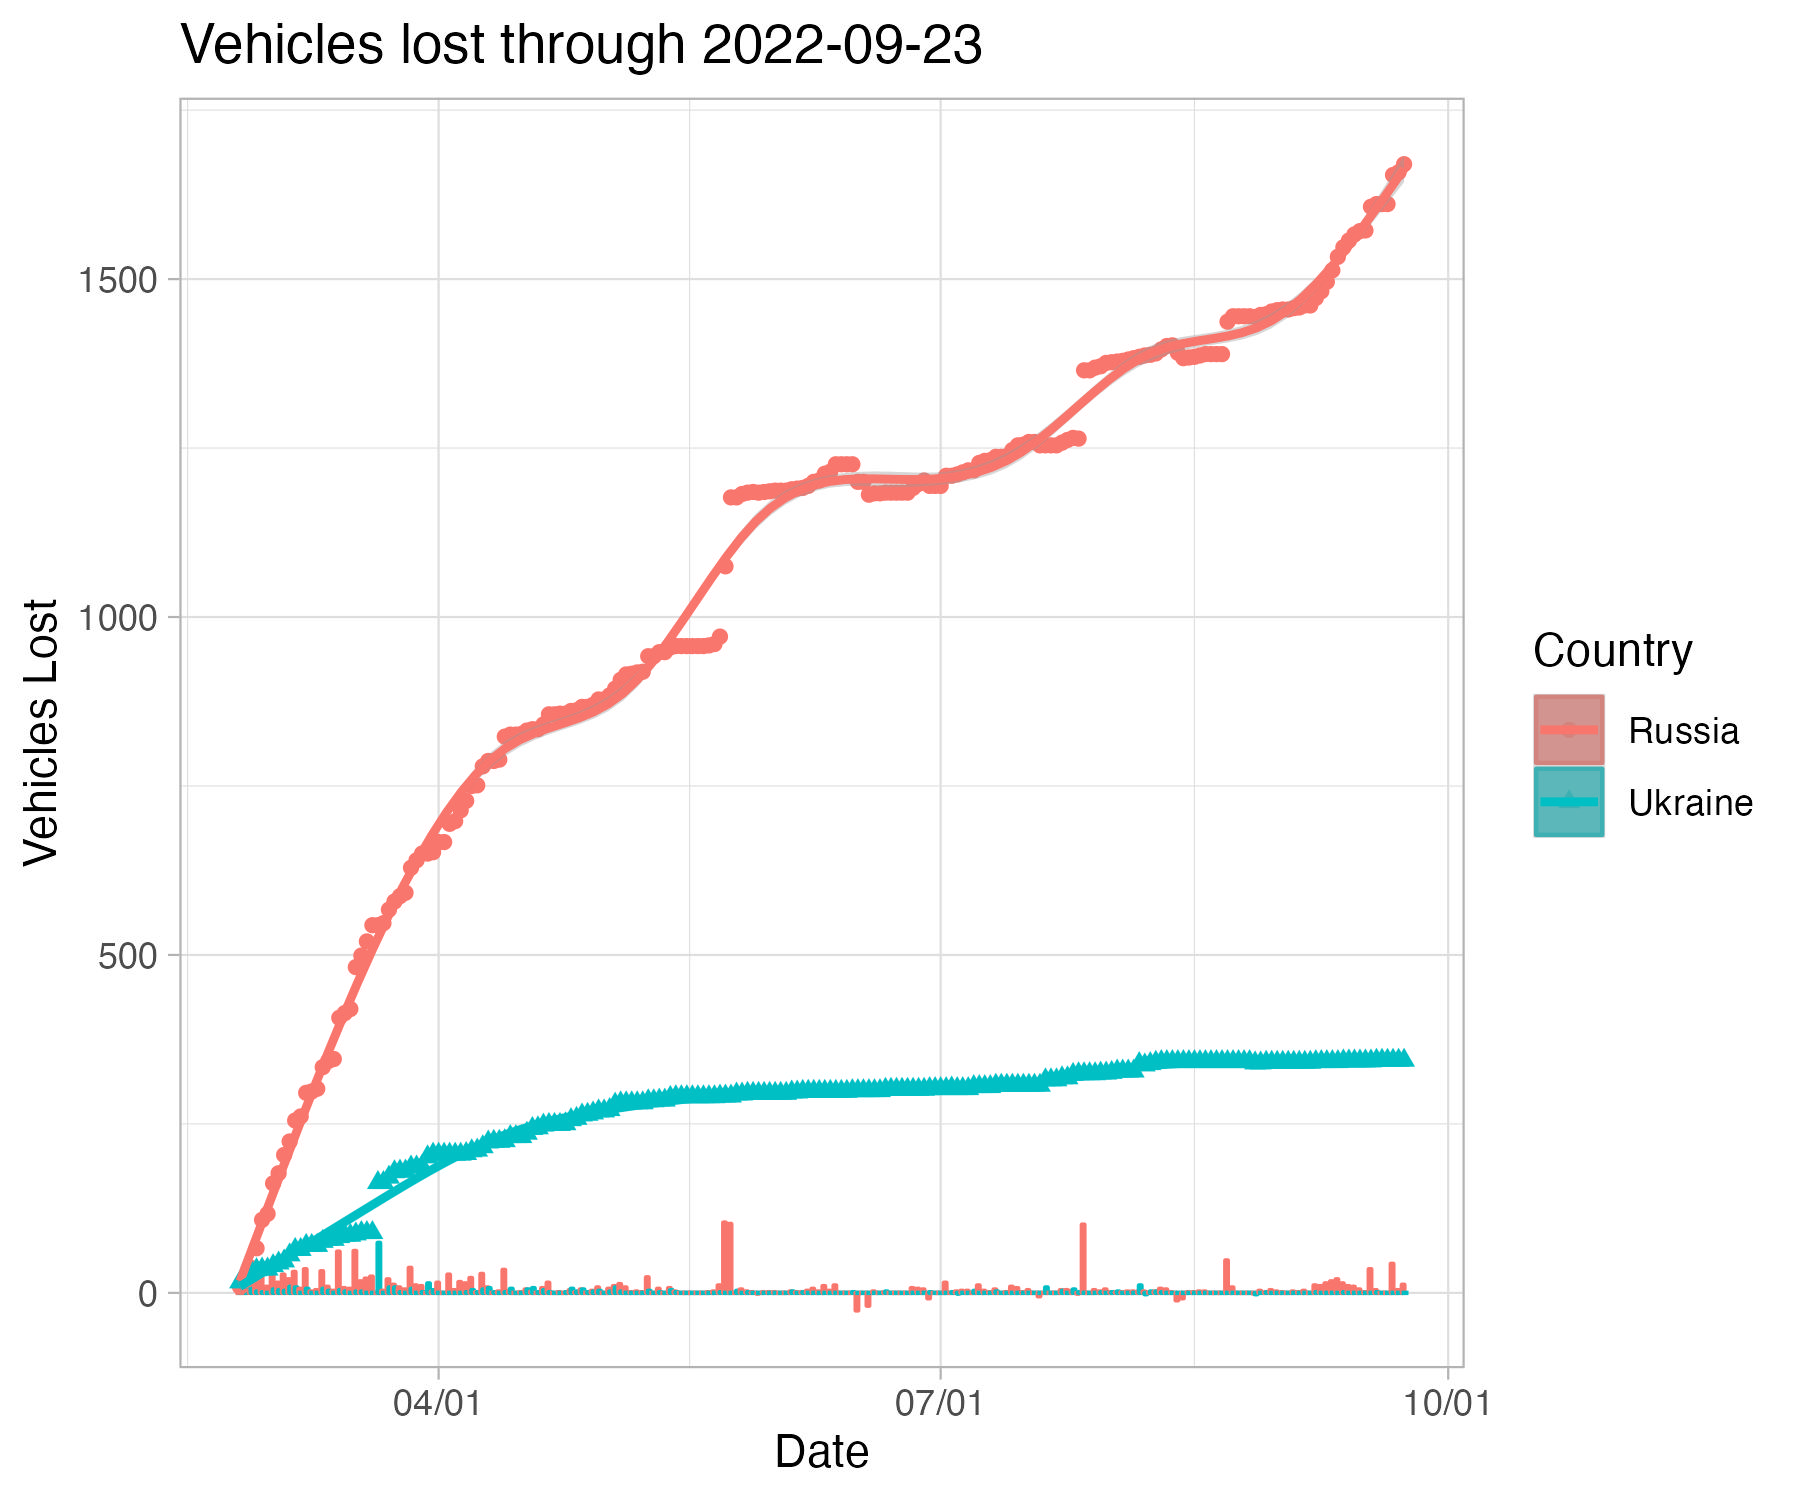 Vehicles lost through 2022-09-23
Vehicles Lost
1500
1000
500
0
04/01
07/01
10/01
Date
Country
Russia
Ukraine